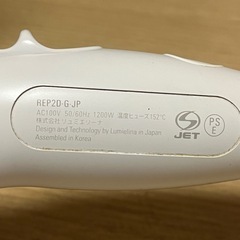 REP2D-G-JP
AC100V 50/60Hz 1200W 温度ヒューズ152℃
株式会社リュミエリーナ
Design and Technology by Lumielina in Japan
Assembled in Korea
S JET
PS
E